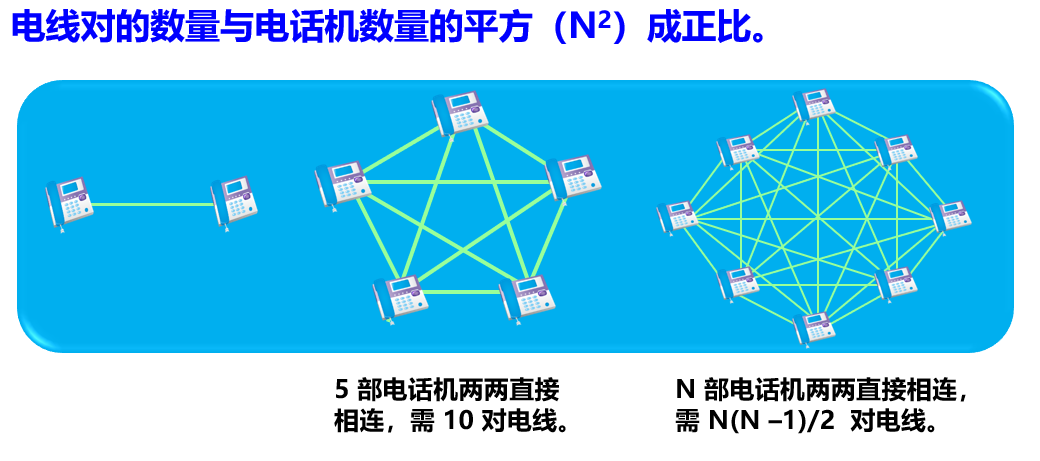 电线对的数量与电话机数量的平方（N²）成正比。
5 部电话机两两直接
相连，需 10 对电线。
N 部电话机两两直接相连，
需 N(N –1)/2 对电线。